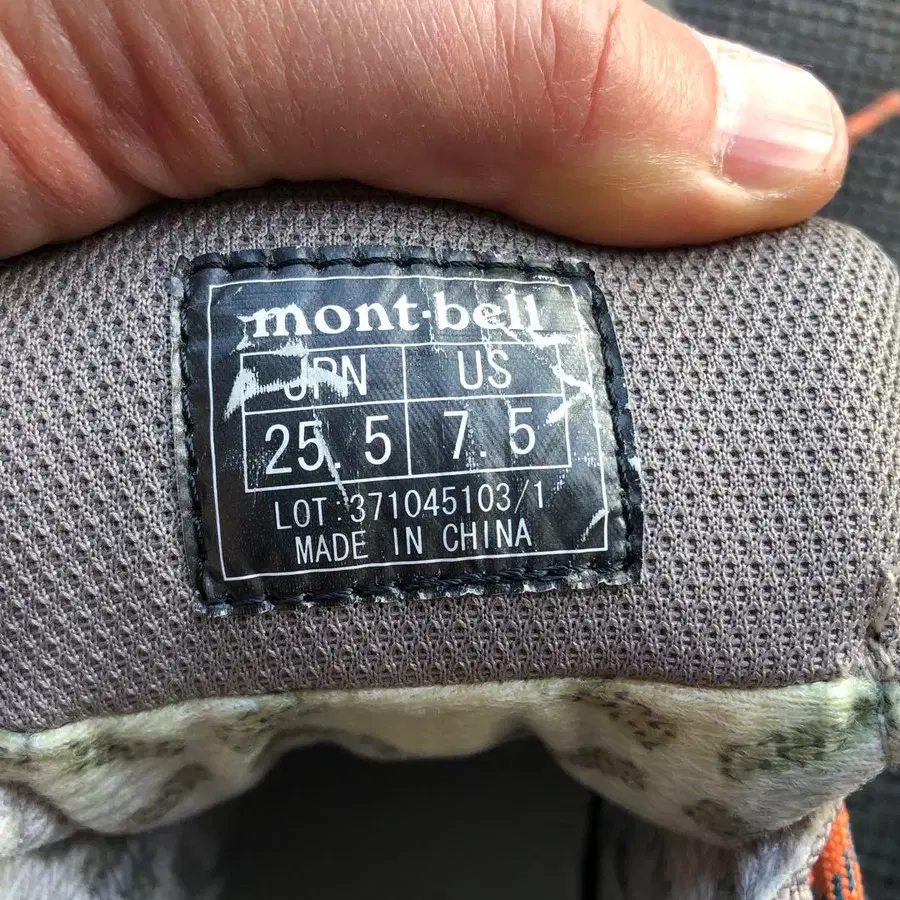 mont-bell
JPN US
25.5 7.5
LOT:371045103/1
MADE IN CHINA